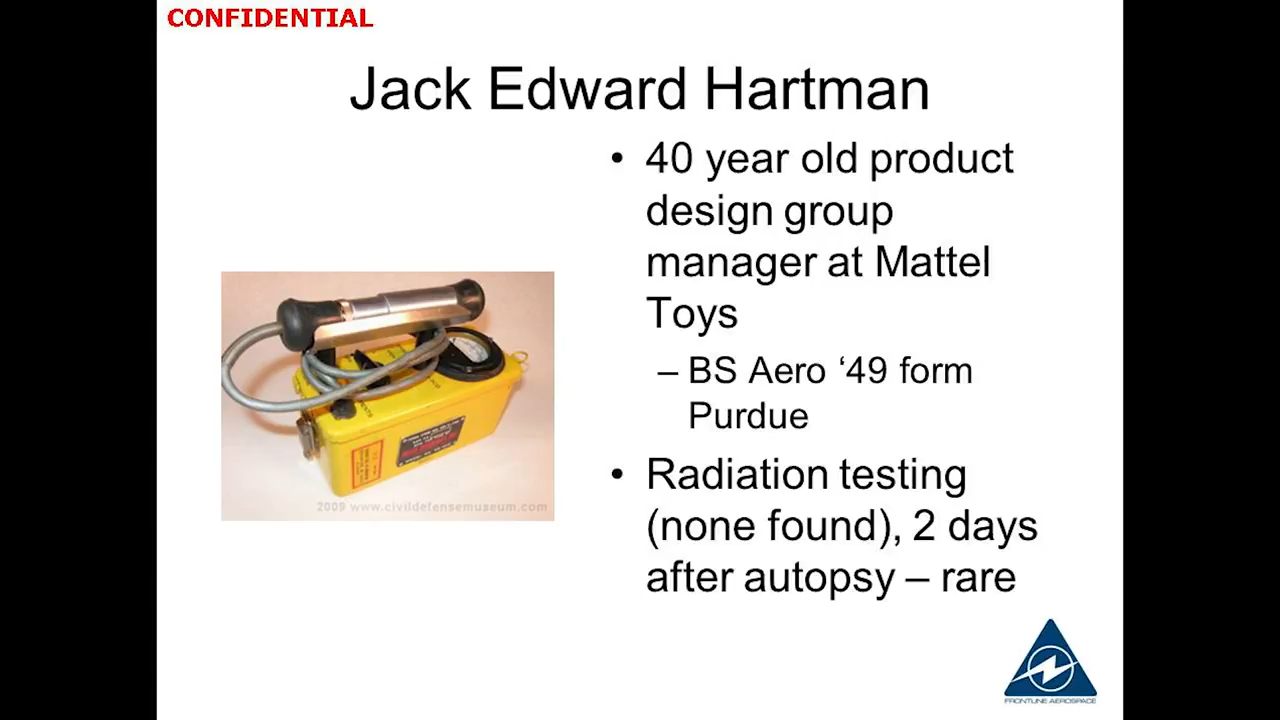 CONFIDENTIAL
Jack Edward Hartman
• 40 year old product
design group
manager at Mattel
Toys
– BS Aero ‘49 form
Purdue
• Radiation testing
(none found), 2 days
after autopsy – rare
2009 www.civildefensemuseum.com
FRONTLINE AEROSPACE